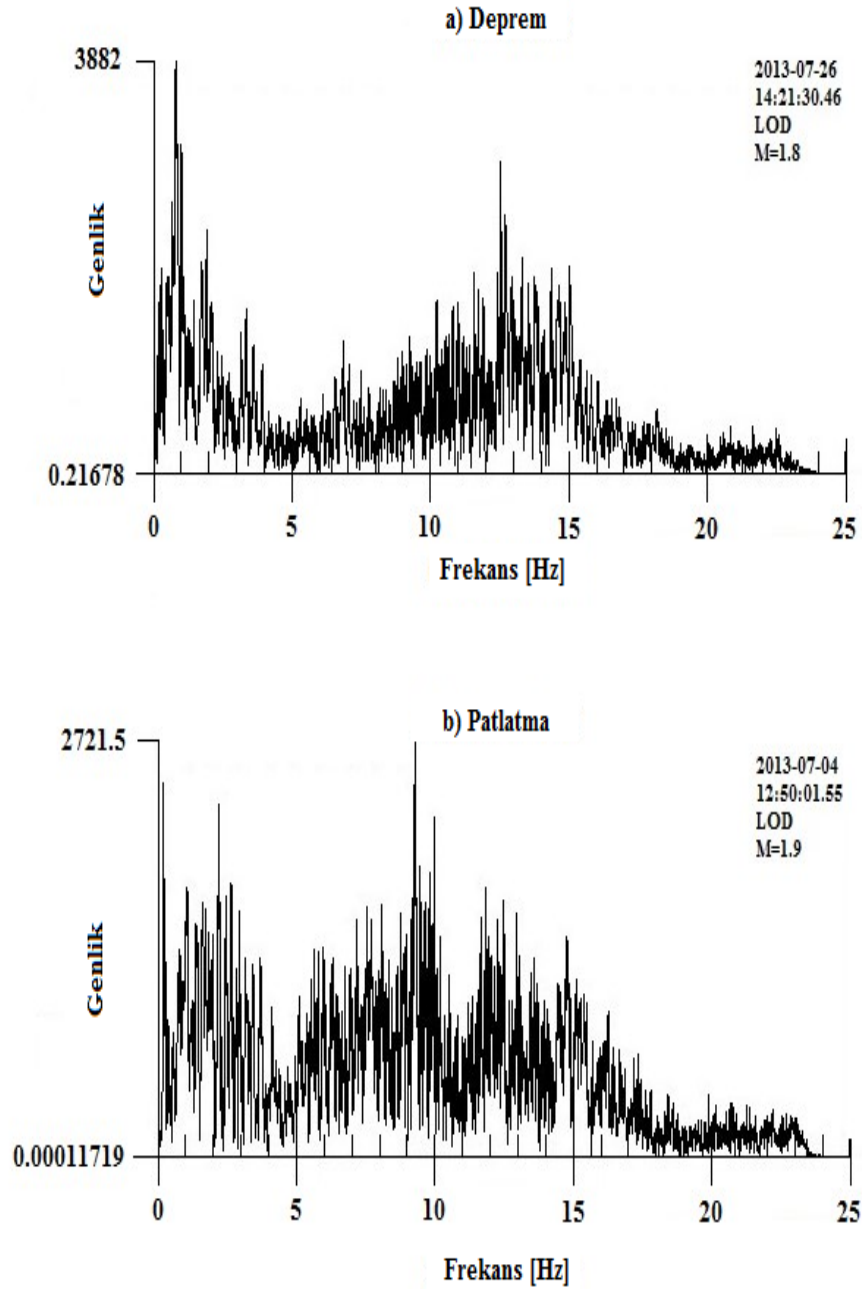 a) Deprem
3882
2013-07-26
14:21:30.46
LOD
M=1.8
Genlik
0.21678
0 5 10 15 20 25
Frekans [Hz]
b) Patlatma
2721.5
2013-07-04
12:50:01.55
LOD
M=1.9
Genlik
0.00011719
0 5 10 15 20 25
Frekans [Hz]